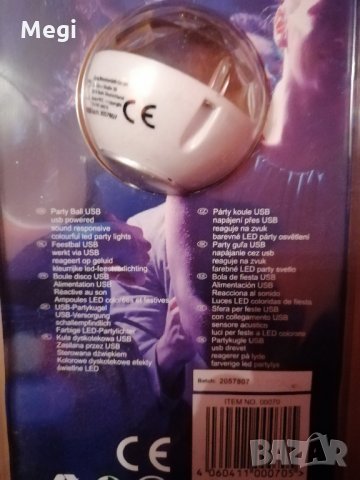 Megi
CE
Batch: 2057807
Party Ball USB
usb powered
sound responsive
colourful led party lights
Feestbal USB
werkt via USB
reageert op geluid
kleurrijke led-feestverlichting
Boule disco USB
Alimentation USB
Réactive au son
Ampoules LED colorées et festives
USB-Partykugel
USB-Versorgung
schallempfindlich
Farbige LED-Partylichter
Kula dyskotekowa USB
Zasilana przez USB
Sterowana dźwiękiem
Kolorowe dyskotekowe efekty
świetlne LED
CZ
Párty koule USB
napájení přes USB
reaguje na zvuk
barevné LED párty osvětlení
Party guľa USB
napájanie cez usb
reaguje na zvuk
farebné LED party svetlo
Bola de fiesta USB
Alimentación USB
Reacciona al sonido
Luces LED coloridas de fiesta
Sfera per feste USB
con collegamento USB
sensore acustico
luci per feste a LED colorate
Partykugle USB
usb drevet
reagerer på lyde
farverige led partylys
Batch: 2057807
ITEM NO. 00070
CE
4 060411 000705 >
BAZAR